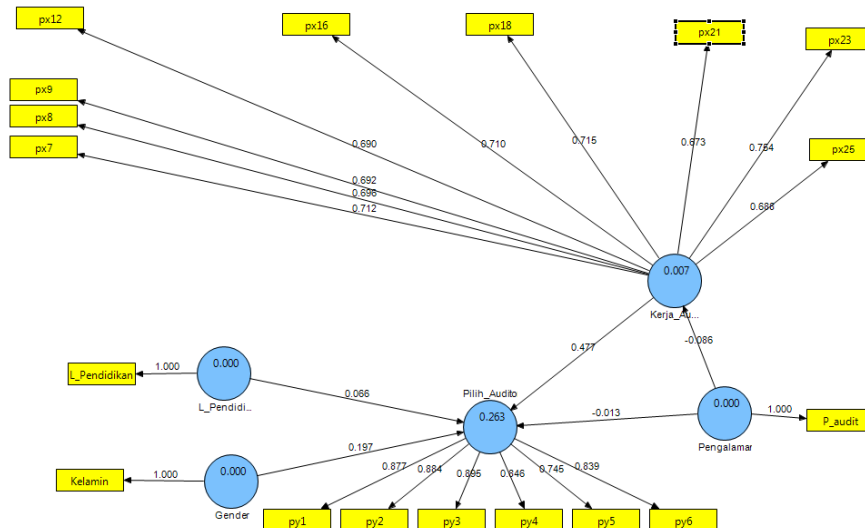 px12
px16
px18
px21
px23
px9
px8
px7
px25
0.690
0.692
0.696
0.712
0.710
0.715
0.673
0.754
0.688
0.007
Kerja_Au...
-0.086
0.477
L_Pendidikan
1.000
0.000
L_Pendidi...
0.066
Pilih_Audito
0.263
-0.013
0.000
Pengalamar
1.000
P_audit
Kelamin
1.000
0.000
Gender
0.197
0.877
0.884
0.895
0.846
0.745
0.839
py1
py2
py3
py4
py5
py6